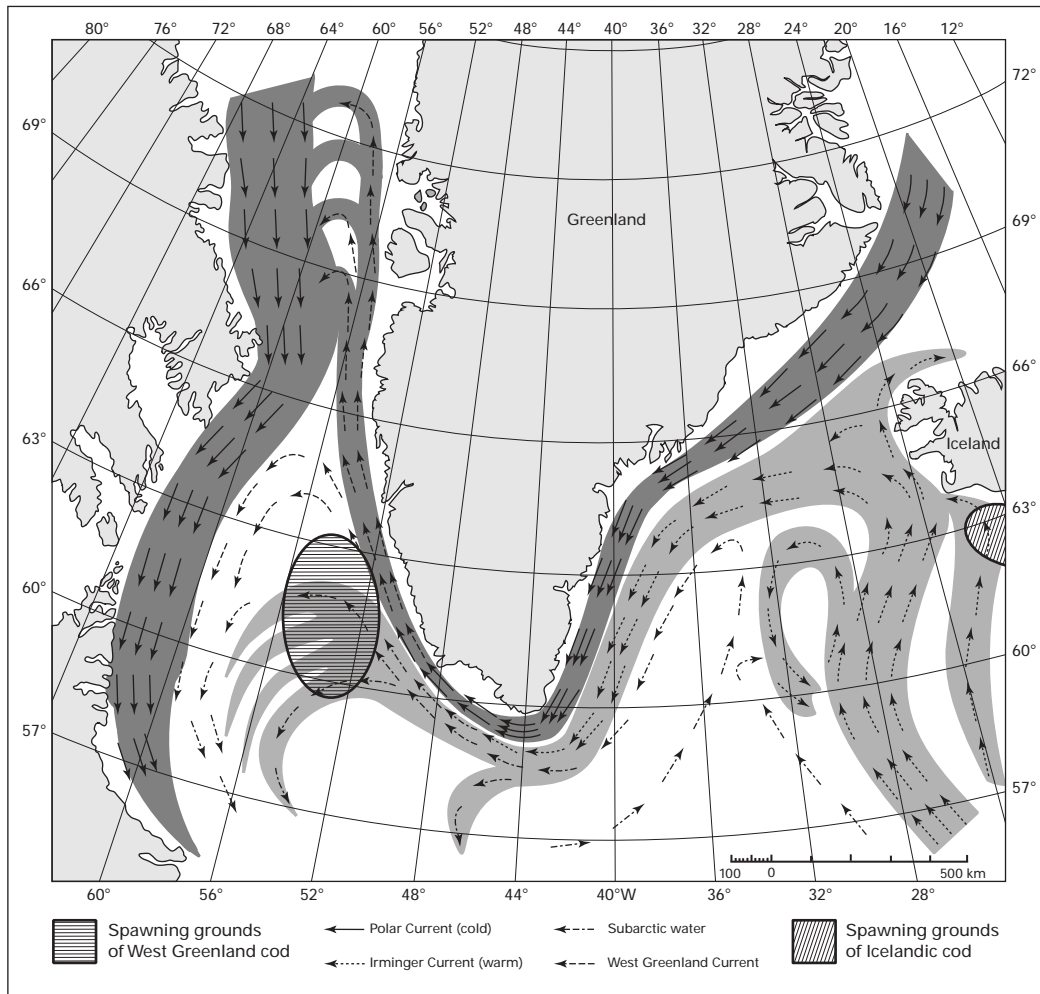 80° 76° 72° 68° 64° 60° 56° 52° 48° 44° 40° 36° 32° 28° 24° 20° 16° 12°
72°
69°
Greenland
69°
66°
66°
Iceland
63°
63°
60°
60°
57°
57°
100 0 500 km
60° 56° 52° 48° 44° 40°W 36° 32° 28°
Spawning grounds
of West Greenland cod
Polar Current (cold)
Irminger Current (warm)
Subarctic water
West Greenland Current
Spawning grounds
of Icelandic cod